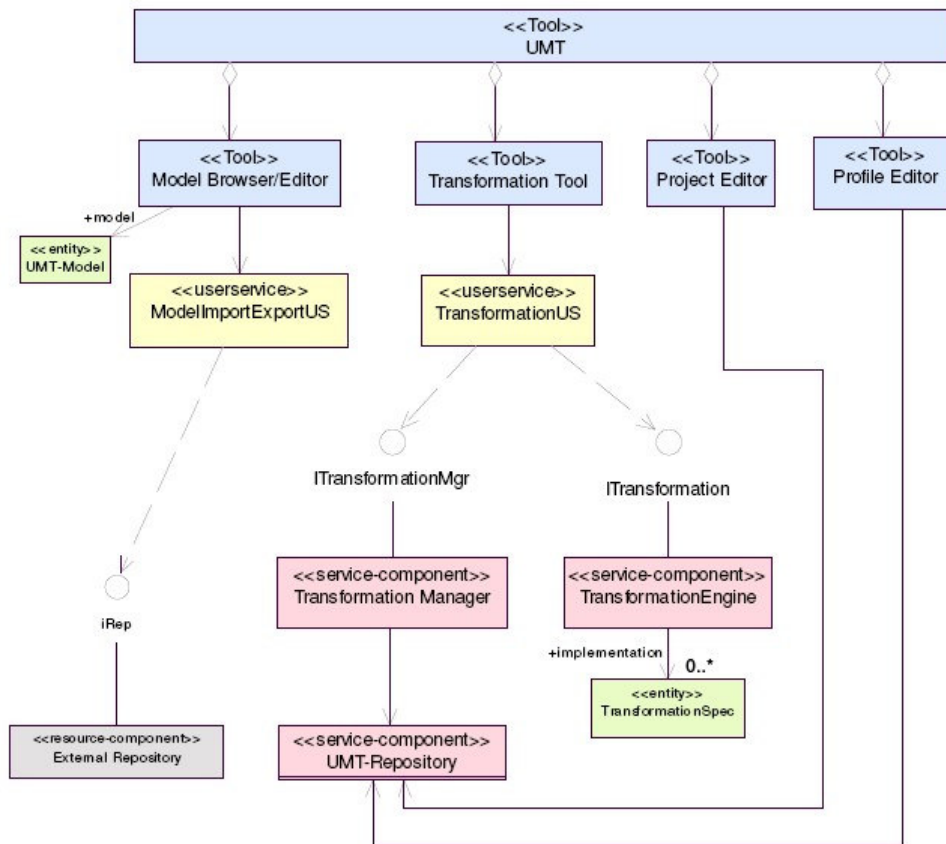 <<Tool>>
UMT
<<Tool>>
Model Browser/Editor
<<Tool>>
Transformation Tool
<<Tool>>
Project Editor
<<Tool>>
Profile Editor
+model
<< entity>>
UMT-Model
<<userservice>>
ModelImportExportUS
<<userservice>>
TransformationUS
ITransformationMgr
ITransformation
<<service-component>>
Transformation Manager
<<service-component>>
TransformationEngine
iRep
+implementation
0..*
<<entity>>
TransformationSpec
<<resource-component>>
External Repository
<<service-component>>
UMT-Repository